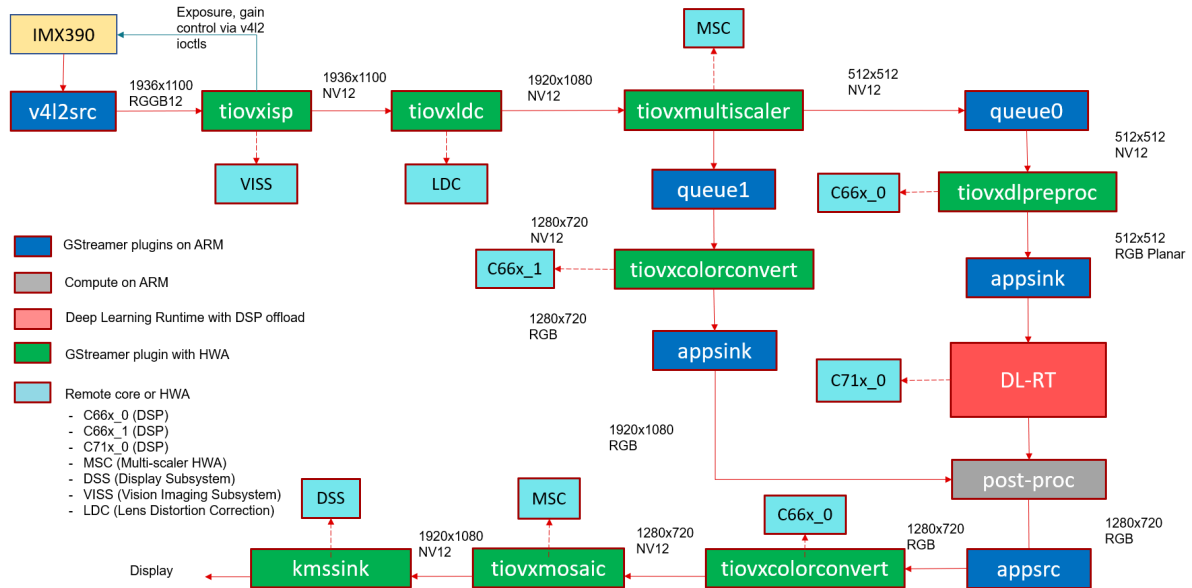 Exposure, gain
control via v4l2
ioctls
IMX390
MSC
1936x1100
RGGB12
1936x1100
NV12
1920x1080
NV12
512x512
NV12
v4l2src
tiovxisp
tiovxldc
tiovxmultiscaler
queue0
512x512
NV12
VISS
LDC
queue1
C66x_0
tiovxdlpreproc
1280x720
NV12
512x512
RGB Planar
GStreamer plugins on ARM
C66x_1
tiovxcolorconvert
appsink
Compute on ARM
Deep Learning Runtime with DSP offload
1280x720
RGB
GStreamer plugin with HWA
appsink
C71x_0
DL-RT
Remote core or HWA
- C66x_0 (DSP)
- C66x_1 (DSP)
- C71x_0 (DSP)
- MSC (Multi-scaler HWA)
- DSS (Display Subsystem)
- VISS (Vision Imaging Subsystem)
- LDC (Lens Distortion Correction)
1920x1080
RGB
post-proc
DSS
MSC
C66x_0
1920x1080
NV12
1280x720
NV12
1280x720
RGB
1280x720
RGB
Display
kmssink
tiovxmosaic
tiovxcolorconvert
appsrc